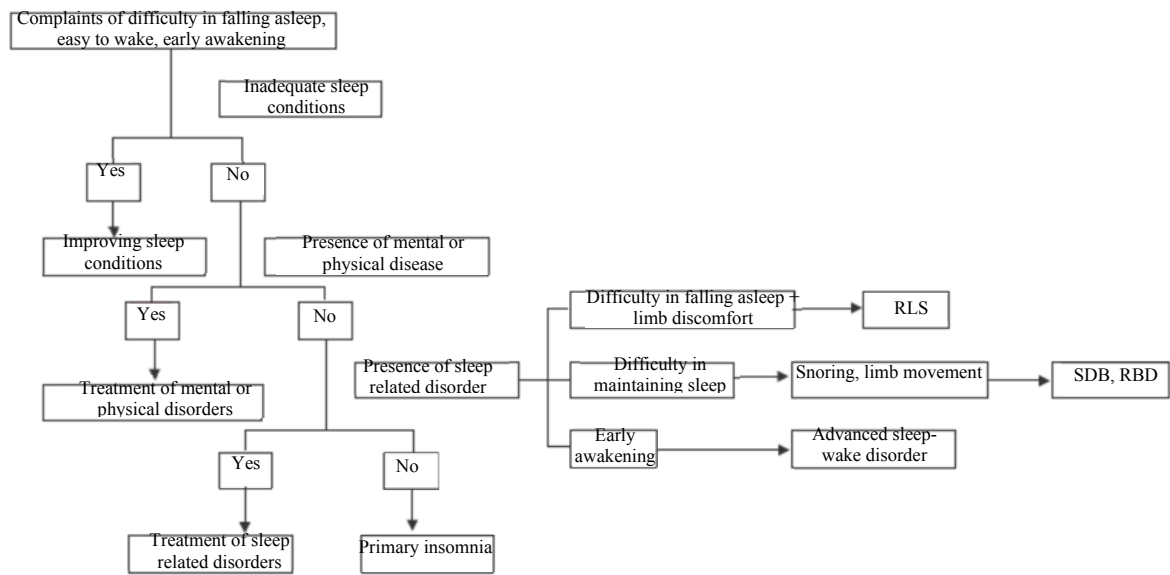 Complaints of difficulty in falling asleep,
easy to wake, early awakening
Inadequate sleep
conditions
Yes
No
Improving sleep
conditions
Presence of mental or
physical disease
Yes
No
Difficulty in falling asleep +
limb discomfort
RLS
Treatment of mental or
physical disorders
Presence of sleep
related disorder
Difficulty in
maintaining sleep
Snoring, limb movement
SDB, RBD
Early
awakening
Advanced sleep-
wake disorder
Yes
No
Treatment of sleep
related disorders
Primary insomnia